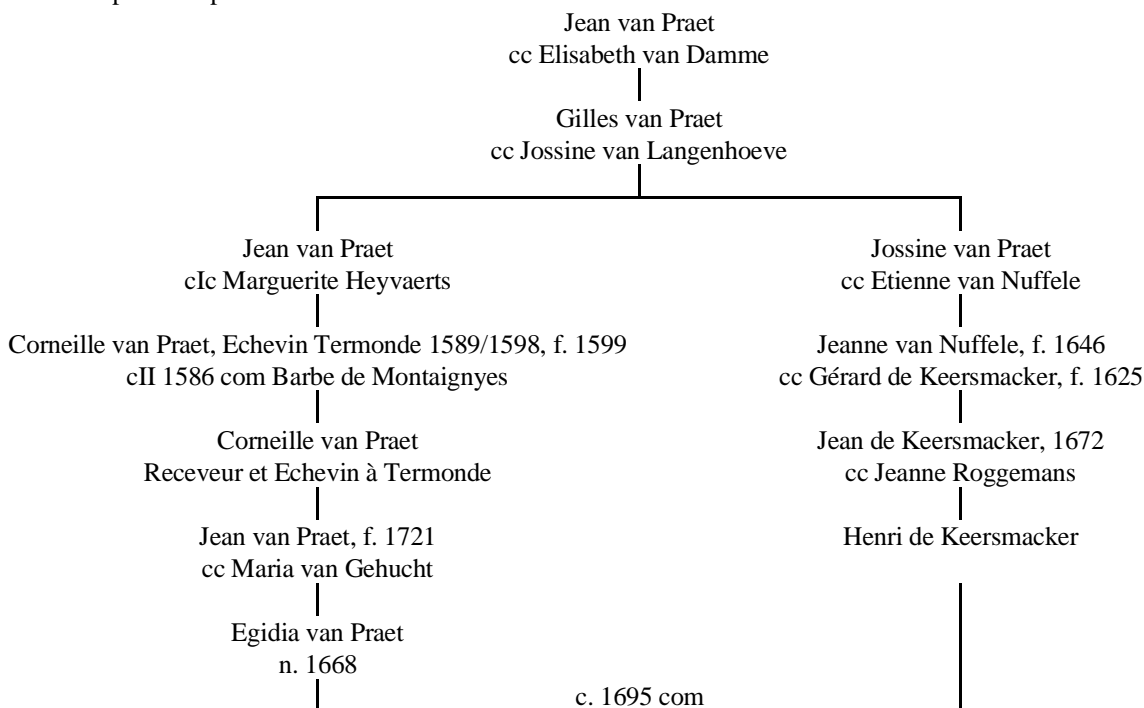 Jean van Praet
cc Elisabeth van Damme
Gilles van Praet
cc Jossine van Langenhoeve
Jean van Praet
cIc Marguerite Heyvaerts
Jossine van Praet
cc Etienne van Nuffele
Corneille van Praet, Echevin Termonde 1589/1598, f. 1599
cII 1586 com Barbe de Montaignyes
Jeanne van Nuffele, f. 1646
cc Gérard de Keersmacker, f. 1625
Corneille van Praet
Receveur et Echevin à Termonde
Jean de Keersmacker, 1672
cc Jeanne Roggemans
Jean van Praet, f. 1721
cc Maria van Gehucht
Henri de Keersmacker
Egidia van Praet
n. 1668
c. 1695 com